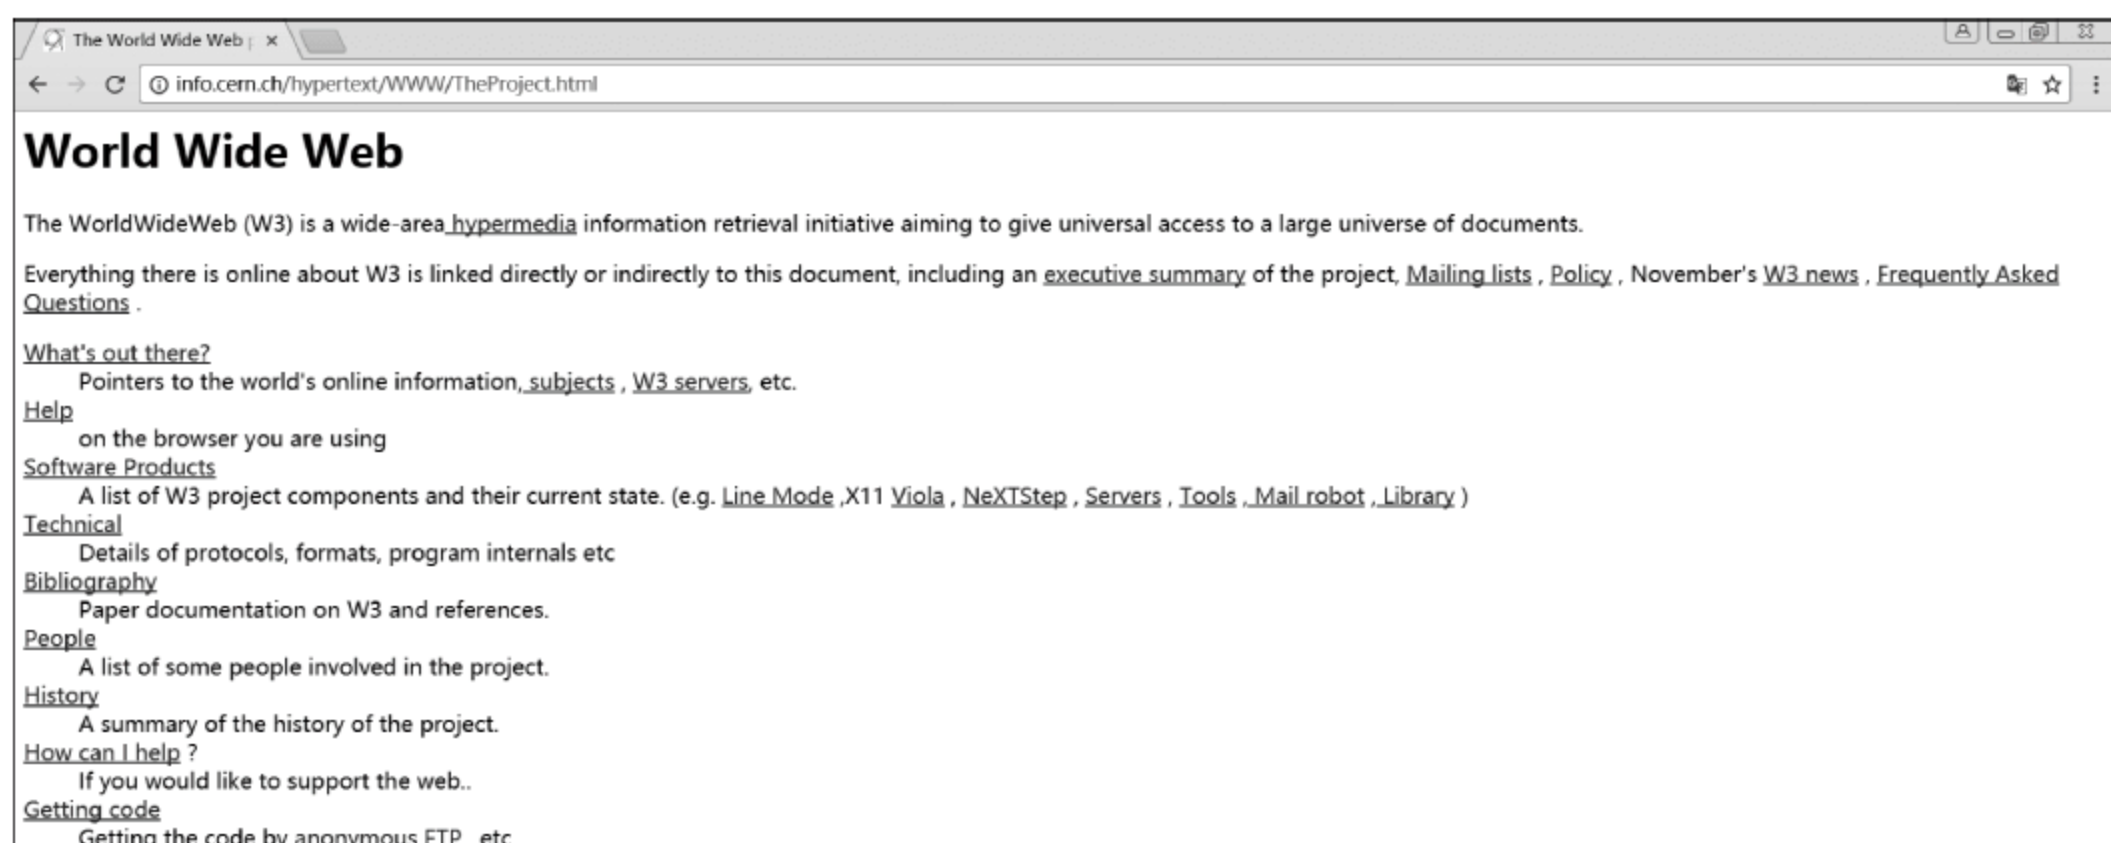 The World Wide Web
info.cern.ch/hypertext/WWW/TheProject.html
World Wide Web
The WorldWideWeb (W3) is a wide-area hypermedia information retrieval initiative aiming to give universal access to a large universe of documents.
Everything there is online about W3 is linked directly or indirectly to this document, including an executive summary of the project, Mailing lists , Policy , November's W3 news , Frequently Asked
Questions .
What's out there?
Pointers to the world's online information, subjects , W3 servers, etc.
Help
on the browser you are using
Software Products
A list of W3 project components and their current state. (e.g. Line Mode ,X11 Viola , NeXTStep , Servers , Tools , Mail robot , Library )
Technical
Details of protocols, formats, program internals etc
Bibliography
Paper documentation on W3 and references.
People
A list of some people involved in the project.
History
A summary of the history of the project.
How can I help ?
If you would like to support the web..
Getting code
Getting the code by anonymous FTP , etc